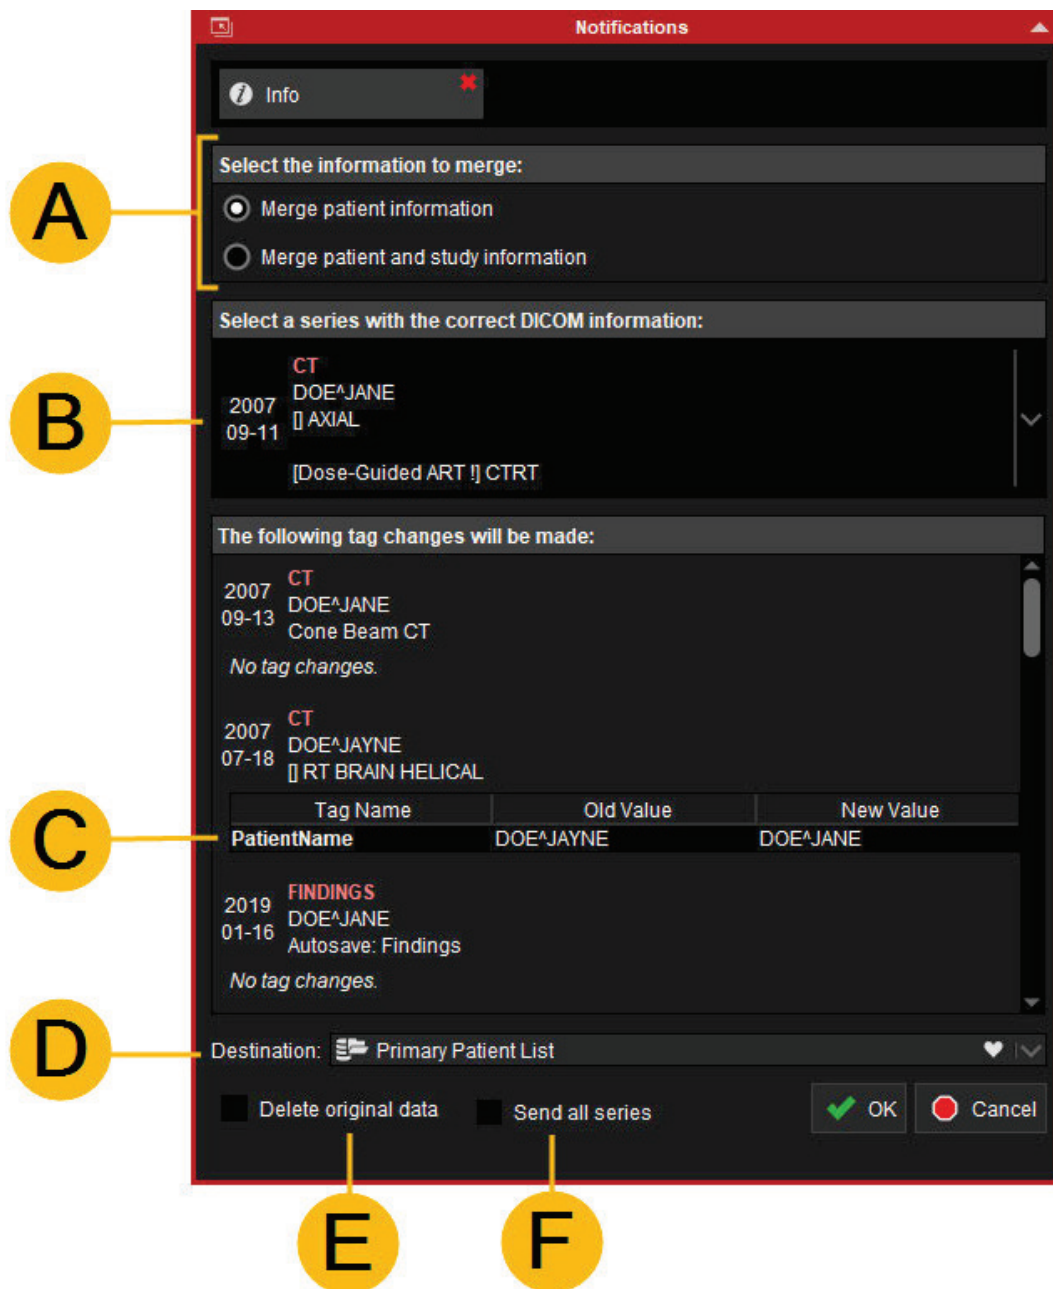 Notifications
Info
A
Select the information to merge:
Merge patient information
Merge patient and study information
Select a series with the correct DICOM information:
B
2007
09-11
CT
DOE^JANE
[] AXIAL
[Dose-Guided ART !] CTRT
The following tag changes will be made:
2007
09-13
CT
DOE^JANE
Cone Beam CT
No tag changes.
2007
07-18
CT
DOE^JAYNE
[] RT BRAIN HELICAL
Tag Name Old Value New Value
C
PatientName DOE^JAYNE DOE^JANE
2019
01-16
FINDINGS
DOE^JANE
Autosave: Findings
No tag changes.
D
Destination: Primary Patient List
Delete original data Send all series OK Cancel
E F